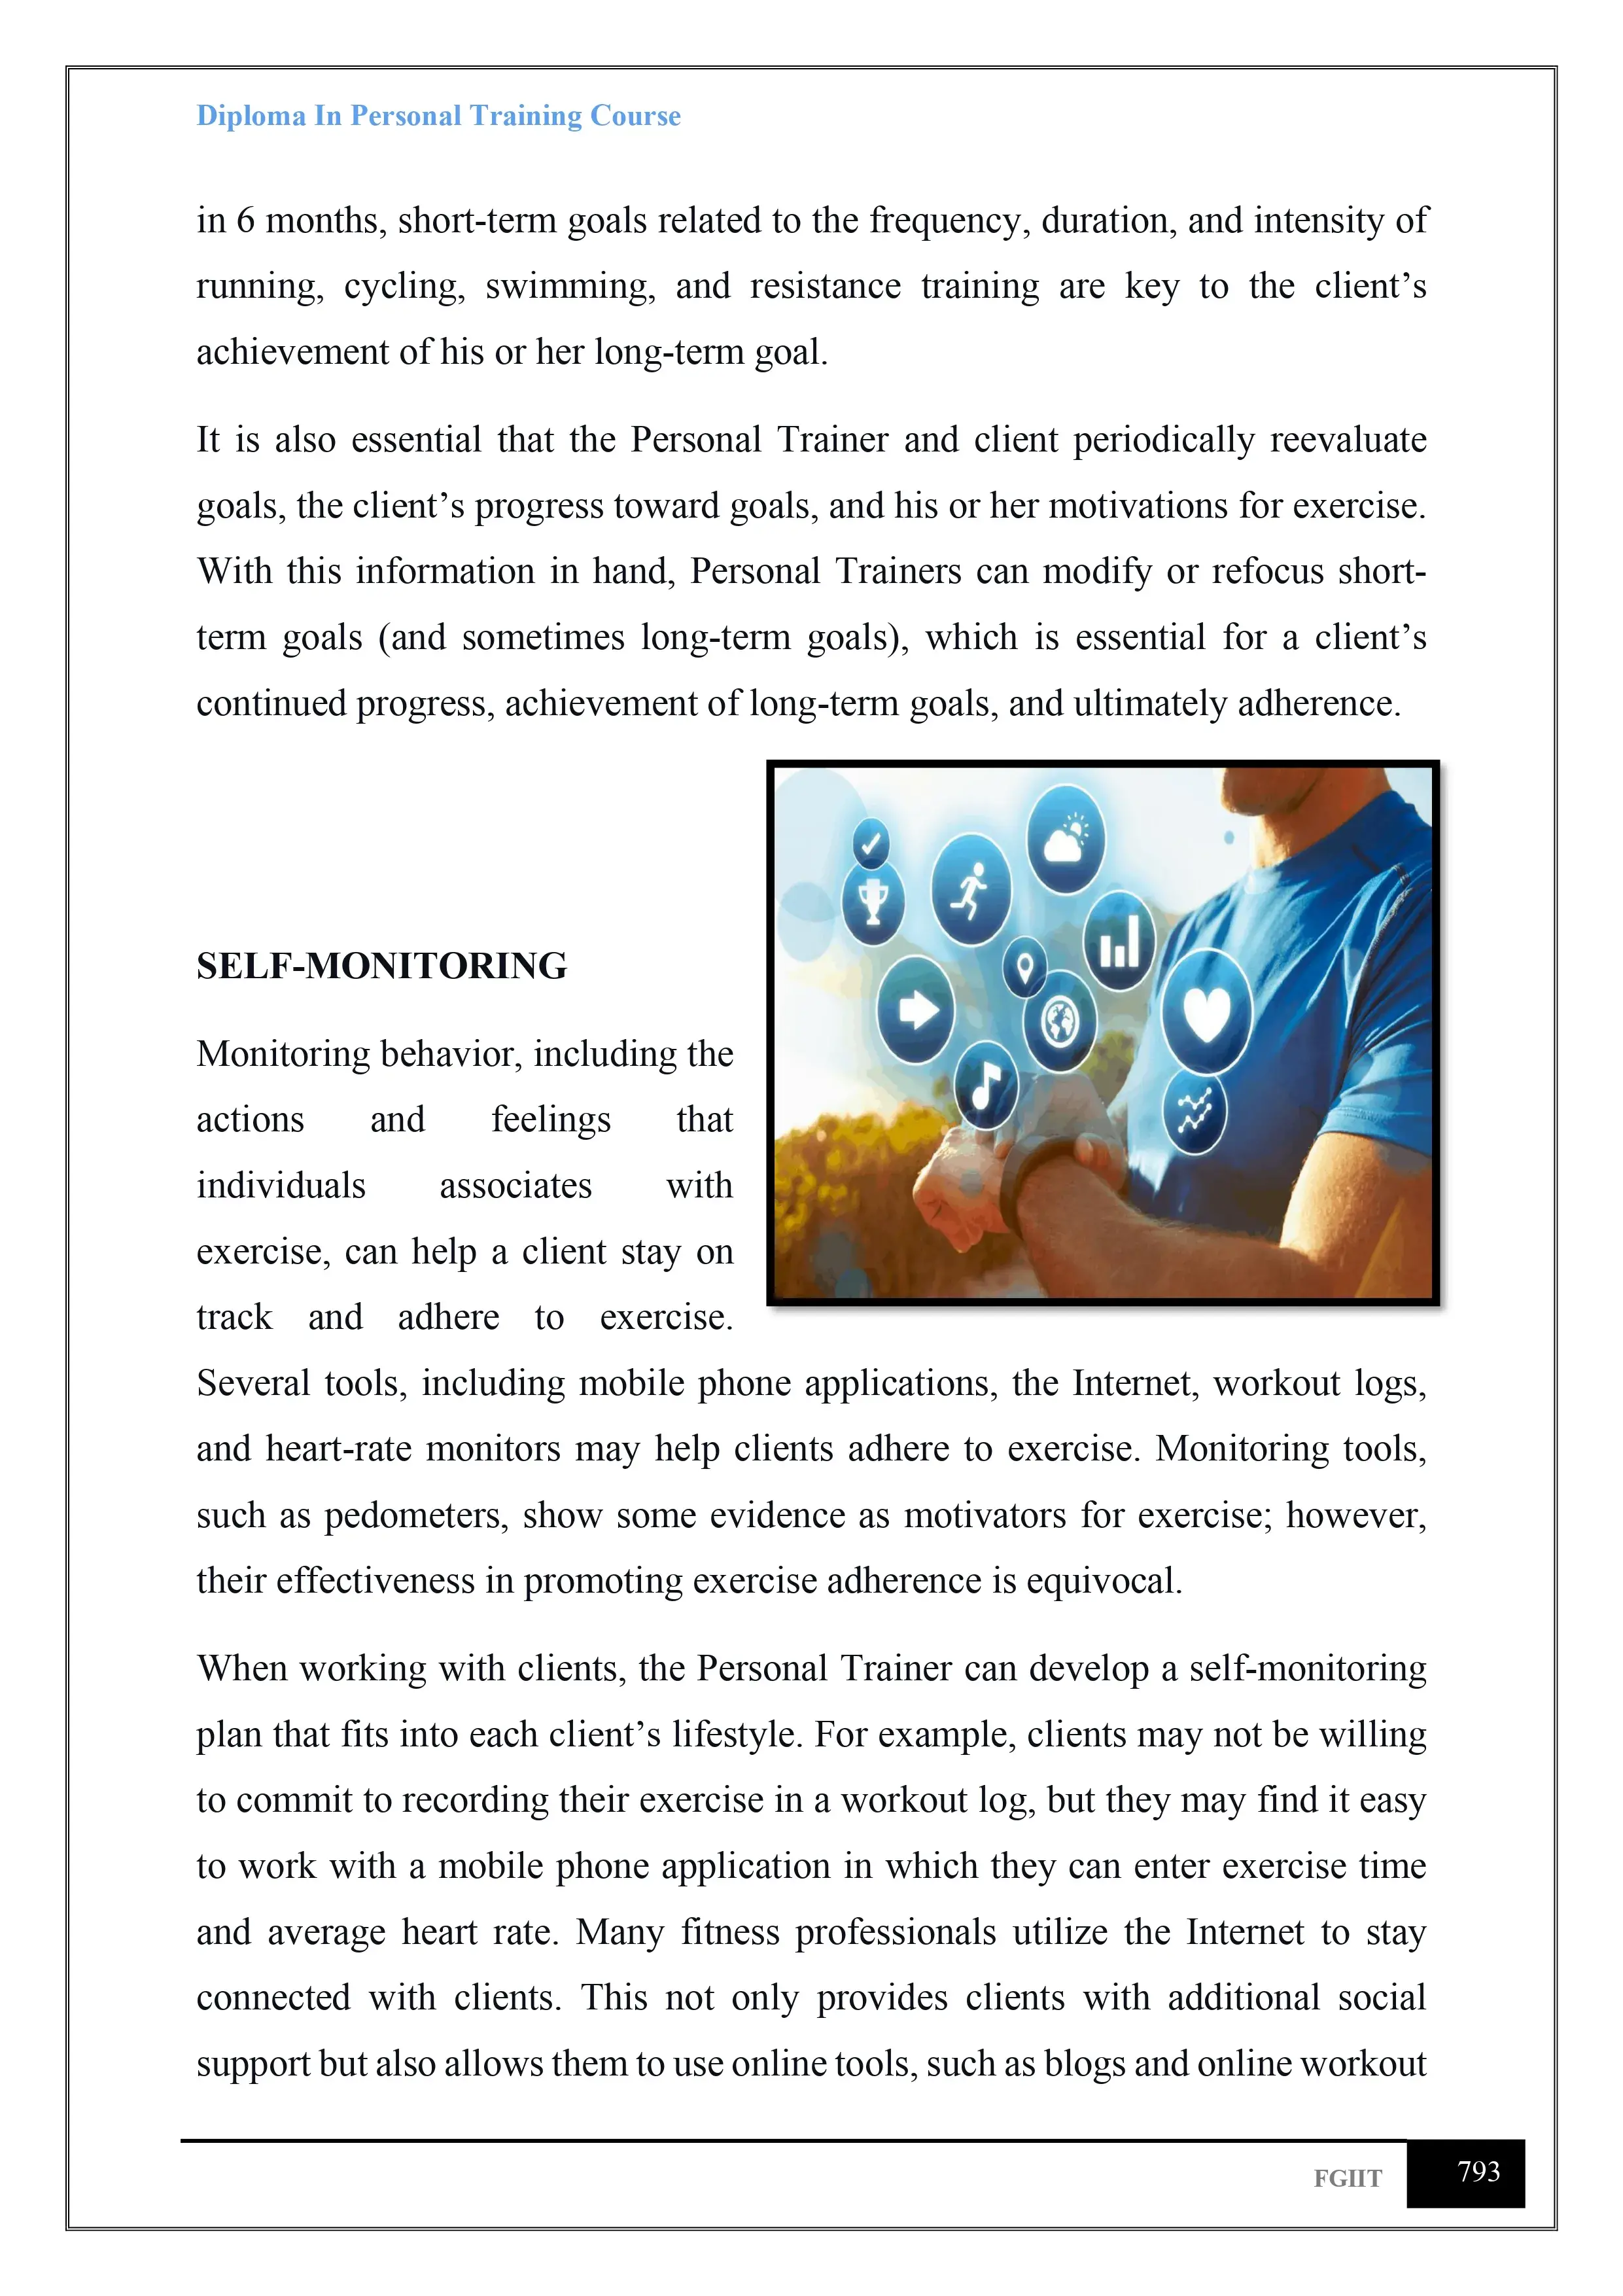 Diploma In Personal Training Course
in 6 months, short-term goals related to the frequency, duration, and intensity of
running, cycling, swimming, and resistance training are key to the client’s
achievement of his or her long-term goal.
It is also essential that the Personal Trainer and client periodically reevaluate
goals, the client’s progress toward goals, and his or her motivations for exercise.
With this information in hand, Personal Trainers can modify or refocus short-
term goals (and sometimes long-term goals), which is essential for a client’s
continued progress, achievement of long-term goals, and ultimately adherence.
SELF-MONITORING
Monitoring behavior, including the
actions and feelings that
individuals associates with
exercise, can help a client stay on
track and adhere to exercise.
Several tools, including mobile phone applications, the Internet, workout logs,
and heart-rate monitors may help clients adhere to exercise. Monitoring tools,
such as pedometers, show some evidence as motivators for exercise; however,
their effectiveness in promoting exercise adherence is equivocal.
When working with clients, the Personal Trainer can develop a self-monitoring
plan that fits into each client’s lifestyle. For example, clients may not be willing
to commit to recording their exercise in a workout log, but they may find it easy
to work with a mobile phone application in which they can enter exercise time
and average heart rate. Many fitness professionals utilize the Internet to stay
connected with clients. This not only provides clients with additional social
support but also allows them to use online tools, such as blogs and online workout
FGIIT 793